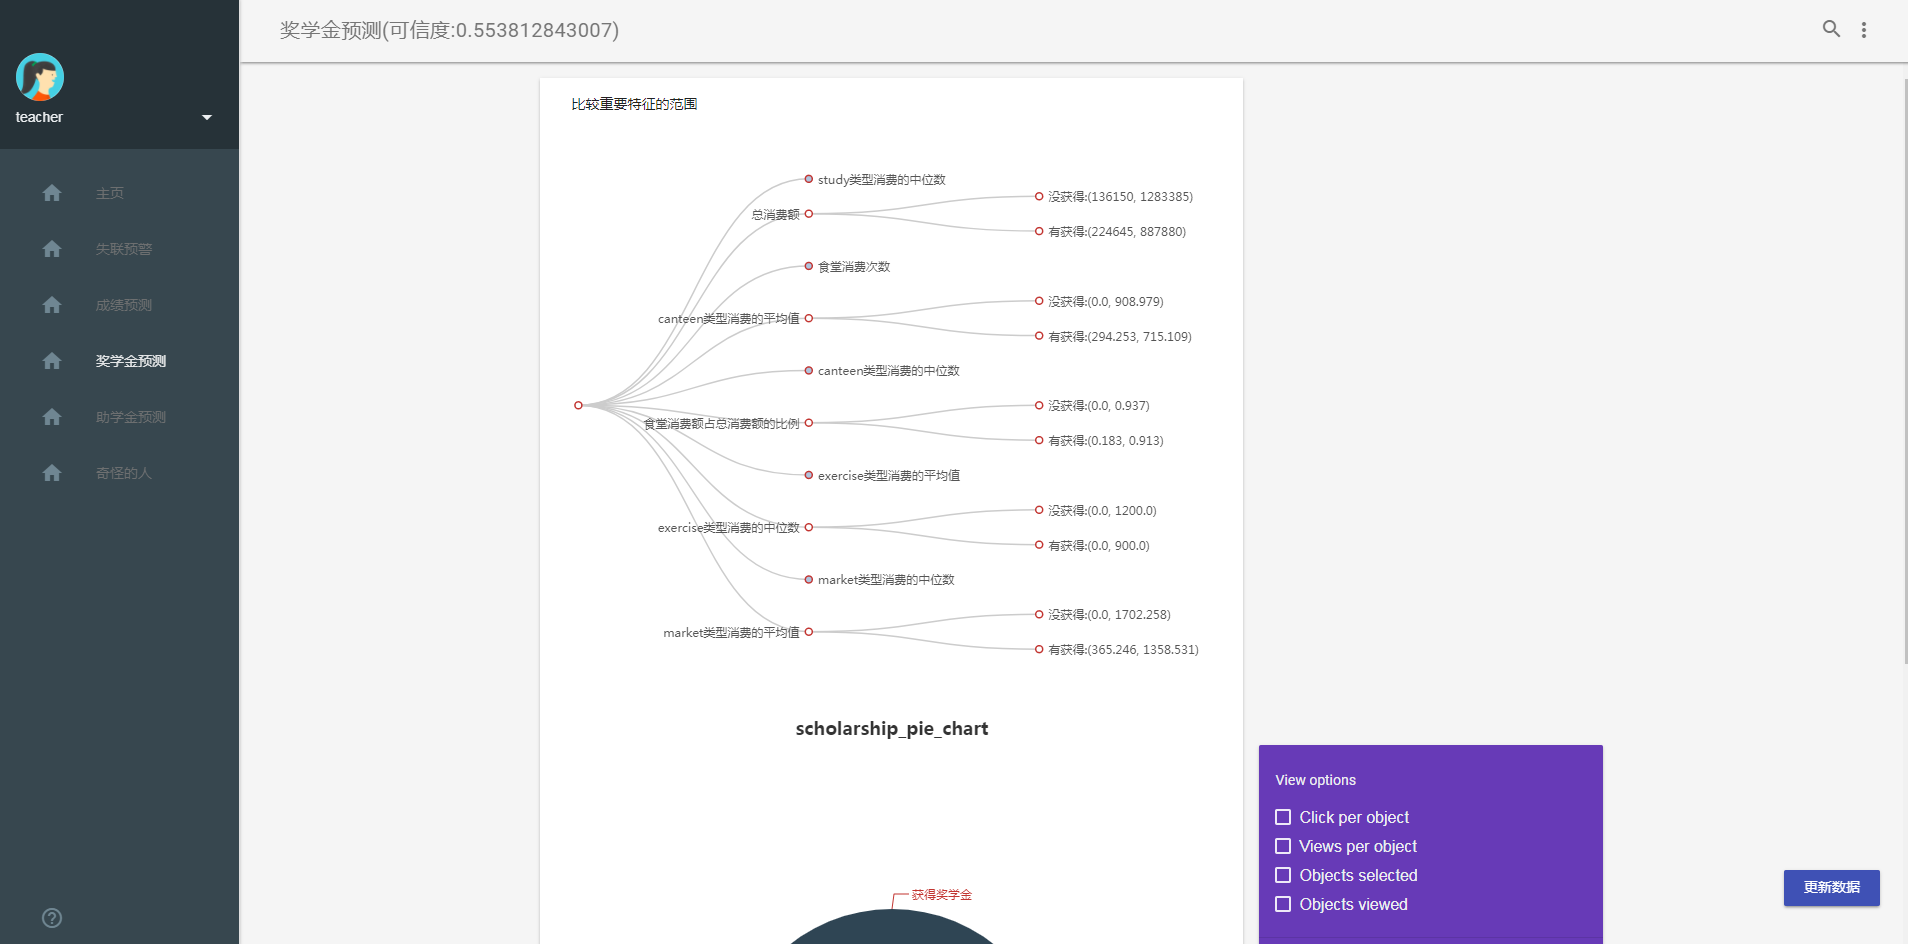 teacher
主页
失联预警
成绩预测
奖学金预测
助学金预测
奇怪的人
奖学金预测(可信度:0.553812843007)
比较重要特征的范围
study类型消费的中位数
总消费额
没获得:(136150, 1283385)
有获得:(224645, 887880)
食堂消费次数
canteen类型消费的平均值
没获得:(0.0, 908.979)
有获得:(294.253, 715.109)
canteen类型消费的中位数
食堂消费额占总消费额的比例
没获得:(0.0, 0.937)
有获得:(0.183, 0.913)
exercise类型消费的平均值
exercise类型消费的中位数
没获得:(0.0, 1200.0)
有获得:(0.0, 900.0)
market类型消费的中位数
market类型消费的平均值
没获得:(0.0, 1702.258)
有获得:(365.246, 1358.531)
scholarship_pie_chart
获得奖学金
View options
Click per object
Views per object
Objects selected
Objects viewed
更新数据